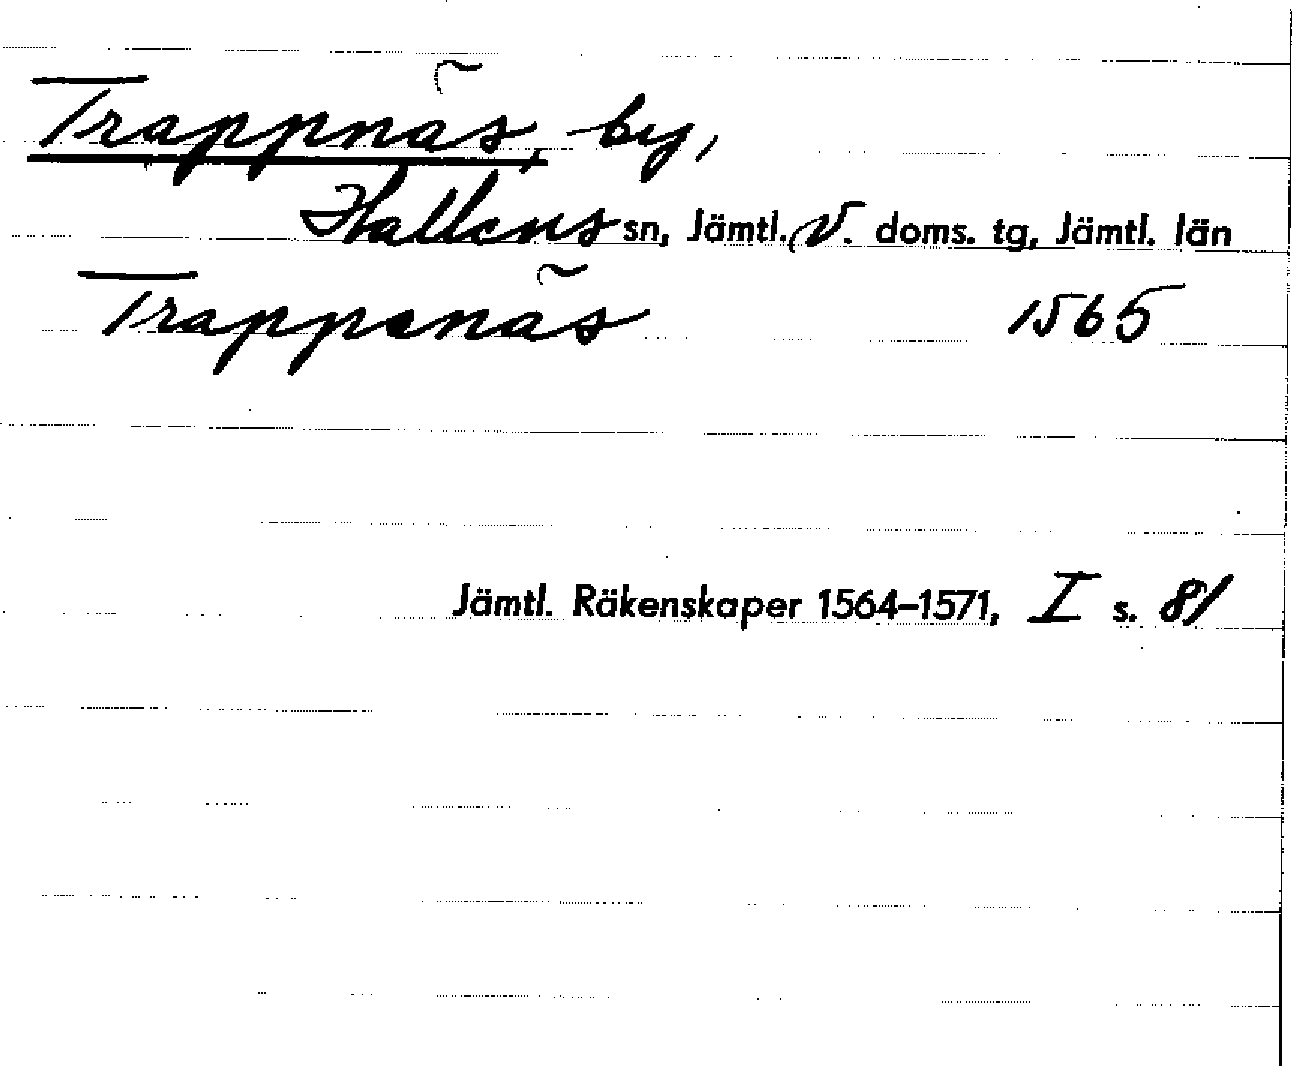 Trappnäs, by,
Hallens sn, Jämtl. V. doms. tg, Jämtl. län
Trappenäs 1565
Jämtl. Räkenskaper 1564–1571, I s. 81